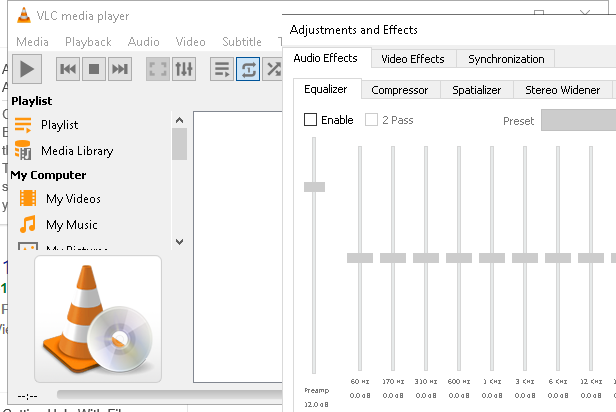 VLC media player
Media Playback Audio Video Subtitle
Playlist
Playlist
Media Library
My Computer
My Videos
My Music
My Pictures
--:--
Adjustments and Effects
Audio Effects Video Effects Synchronization
Equalizer Compressor Spatializer Stereo Widener
Enable 2 Pass Preset
60 Hz 170 Hz 310 Hz 600 Hz 1 KHz 3 KHz 6 KHz 12 KHz
Preamp 0.0 dB 0.0 dB 0.0 dB 0.0 dB 0.0 dB 0.0 dB 0.0 dB 0.0 dB
12.0 dB